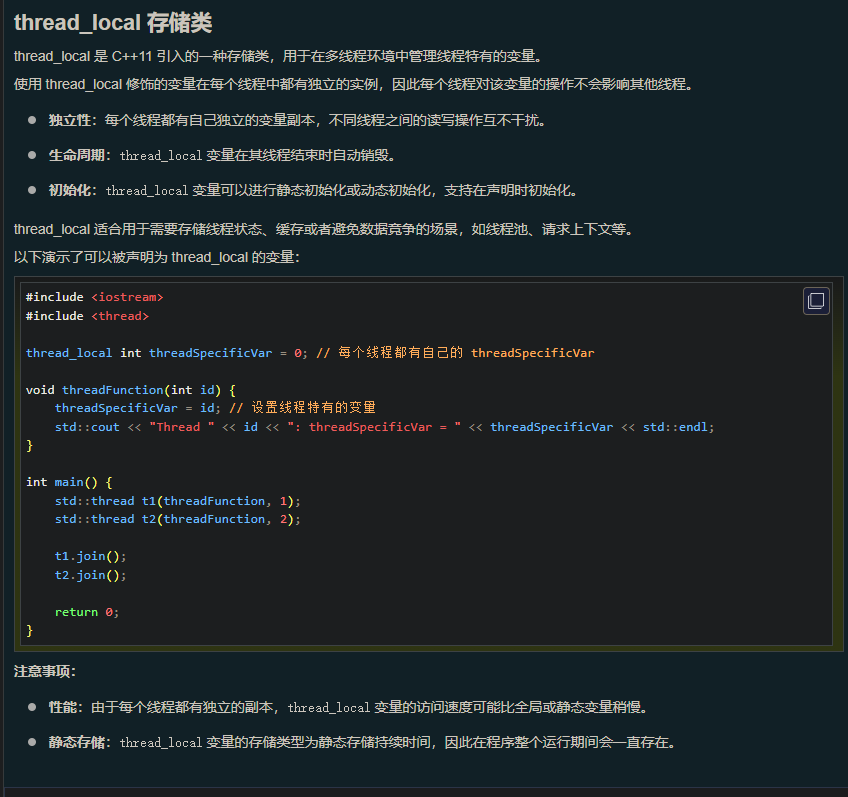 thread_local 存储类
thread_local 是 C++11 引入的一种存储类，用于在多线程环境中管理线程特有的变量。
使用 thread_local 修饰的变量在每个线程中都有独立的实例，因此每个线程对该变量的操作不会影响其他线程。
独立性：每个线程都有自己独立的变量副本，不同线程之间的读写操作互不干扰。
生命周期：thread_local 变量在其线程结束时自动销毁。
初始化：thread_local 变量可以进行静态初始化或动态初始化，支持在声明时初始化。
thread_local 适合用于需要存储线程状态、缓存或者避免数据竞争的场景，如线程池、请求上下文等。
以下演示了可以被声明为 thread_local 的变量：
#include <iostream>
#include <thread>
thread_local int threadSpecificVar = 0; // 每个线程都有自己的 threadSpecificVar
void threadFunction(int id) {
    threadSpecificVar = id; // 设置线程特有的变量
    std::cout << "Thread " << id << ": threadSpecificVar = " << threadSpecificVar << std::endl;
}
int main() {
    std::thread t1(threadFunction, 1);
    std::thread t2(threadFunction, 2);
    t1.join();
    t2.join();
    return 0;
}
注意事项：
性能：由于每个线程都有独立的副本，thread_local 变量的访问速度可能比全局或静态变量稍慢。
静态存储：thread_local 变量的存储类型为静态存储持续时间，因此在程序整个运行期间会一直存在。